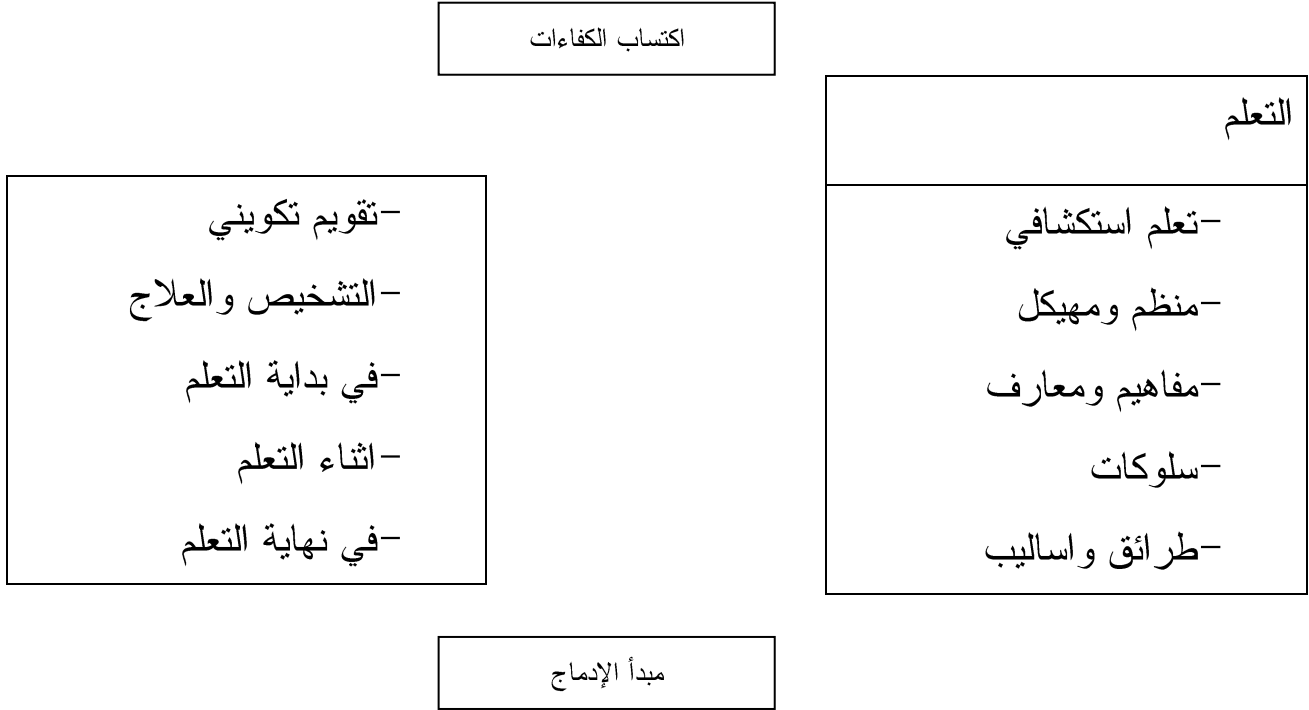 اكتساب الكفاءات
التعلم
-تعلم استكشافي
-منظم ومهيكل
-مفاهيم ومعارف
-سلوكات
-طرائق واساليب
-تقويم تكويني
-التشخيص والعلاج
-في بداية التعلم
-اثناء التعلم
-في نهاية التعلم
مبدأ الإدماج